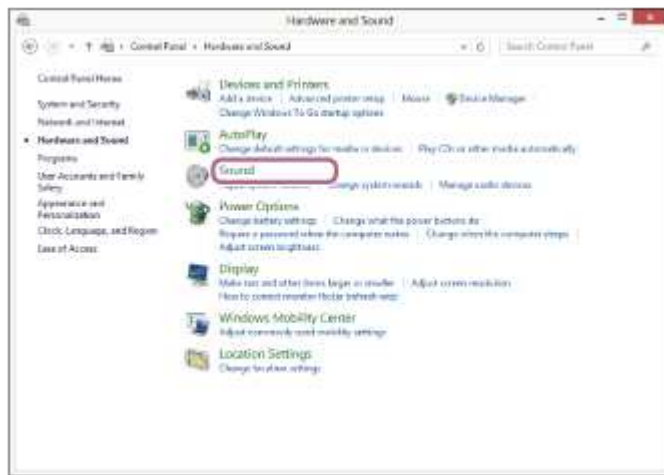 Hardware and Sound
Control Panel › Hardware and Sound
Search Control Panel
Control Panel Home
System and Security
Network and Internet
Hardware and Sound
Programs
User Accounts and Family
Safety
Appearance and
Personalization
Clock, Language, and Region
Ease of Access
Devices and Printers
Add a device | Advanced printer setup | Mouse | Device Manager
Change Windows To Go startup options
AutoPlay
Change default settings for media or devices | Play CDs or other media automatically
Sound
Change system sounds | Manage audio devices
Power Options
Change battery settings | Change what the power buttons do
Require a password when the computer wakes | Change when the computer sleeps
Adjust screen brightness
Display
Make text and other items larger or smaller | Adjust screen resolution
How to connect monitor
Windows Mobility Center
Adjust commonly used mobility settings
Location Settings
Change location settings